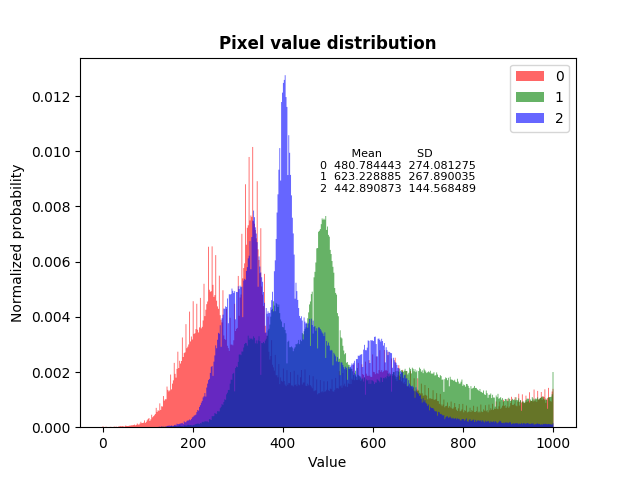 Pixel value distribution
0
1
2
Mean SD
0 480.784443 274.081275
1 623.228885 267.890035
2 442.890873 144.568489
Normalized probability
0.012
0.010
0.008
0.006
0.004
0.002
0.000
0 200 400 600 800 1000
Value